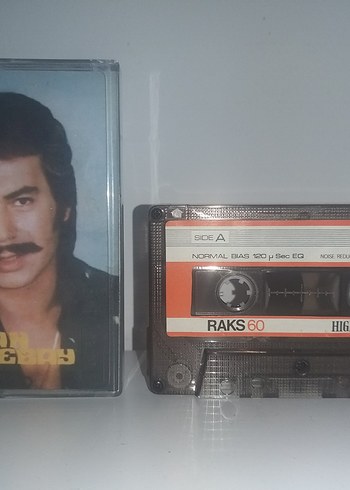 SIDE A
NORMAL BIAS 120 µ Sec EQ
NOISE REDU
RAKS 60
HIG